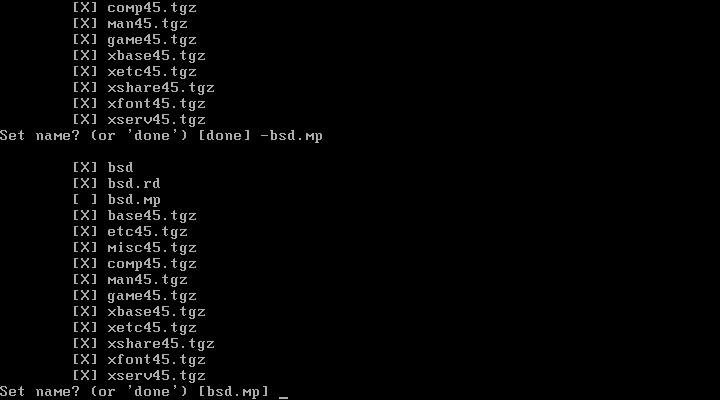 [X] comp45.tgz
[X] man45.tgz
[X] game45.tgz
[X] xbase45.tgz
[X] xetc45.tgz
[X] xshare45.tgz
[X] xfont45.tgz
[X] xserv45.tgz
Set name? (or 'done') [done] -bsd.mp
[X] bsd
[X] bsd.rd
[ ] bsd.mp
[X] base45.tgz
[X] etc45.tgz
[X] misc45.tgz
[X] comp45.tgz
[X] man45.tgz
[X] game45.tgz
[X] xbase45.tgz
[X] xetc45.tgz
[X] xshare45.tgz
[X] xfont45.tgz
[X] xserv45.tgz
Set name? (or 'done') [bsd.mp] _